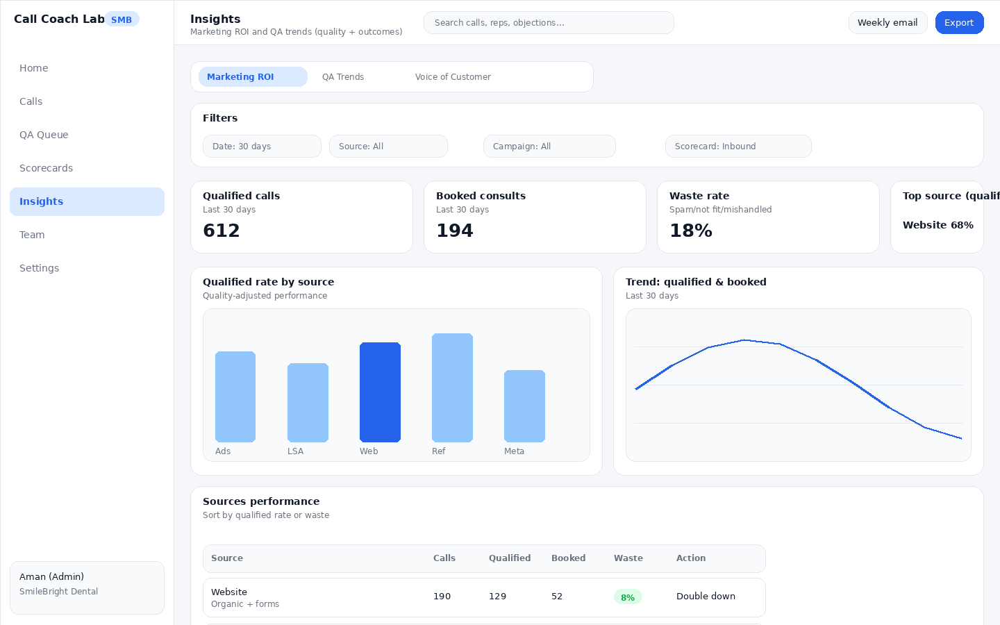 Call Coach Lab SMB
Home
Calls
QA Queue
Scorecards
Insights
Team
Settings
Aman (Admin)
SmileBright Dental
Insights
Marketing ROI and QA trends (quality + outcomes)
Search calls, reps, objections...
Weekly email
Export
Marketing ROI QA Trends Voice of Customer
Filters
Date: 30 days Source: All Campaign: All Scorecard: Inbound
Qualified calls
Last 30 days
612
Booked consults
Last 30 days
194
Waste rate
Spam/not fit/mishandled
18%
Top source (qualif
Website 68%
Qualified rate by source
Quality-adjusted performance
Ads LSA Web Ref Meta
Trend: qualified & booked
Last 30 days
Sources performance
Sort by qualified rate or waste
Source Calls Qualified Booked Waste Action
Website 190 129 52 8% Double down
Organic + forms